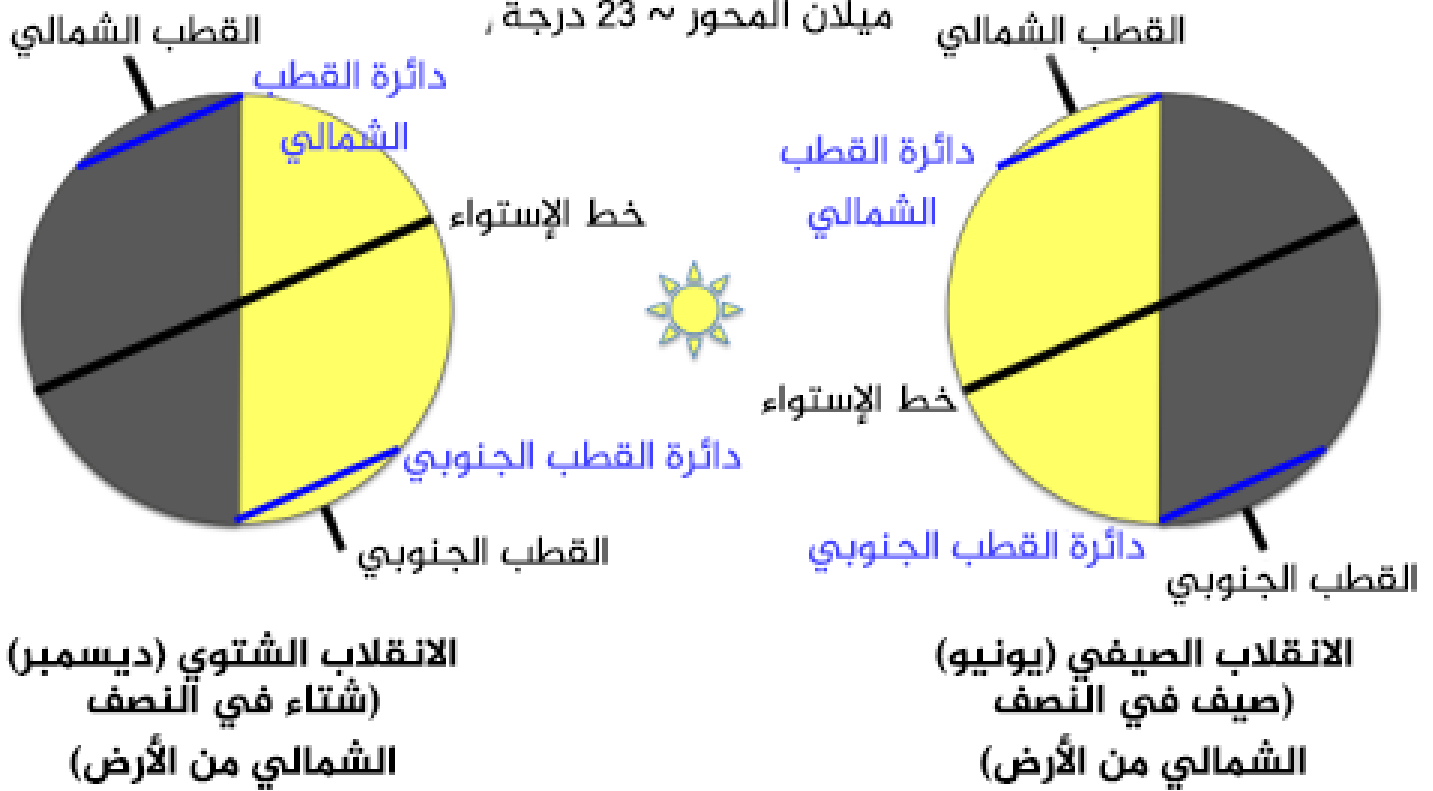 ميلان المحور ~ 23 درجة ,
القطب الشمالي
القطب الشمالي
دائرة القطب
الشمالي
دائرة القطب
الشمالي
خط الإستواء
خط الإستواء
دائرة القطب الجنوبي
دائرة القطب الجنوبي
القطب الجنوبي
القطب الجنوبي
الانقلاب الصيفي (يونيو)
(صيف في النصف
الشمالي من الأرض)
الانقلاب الشتوي (ديسمبر)
(شتاء في النصف
الشمالي من الأرض)